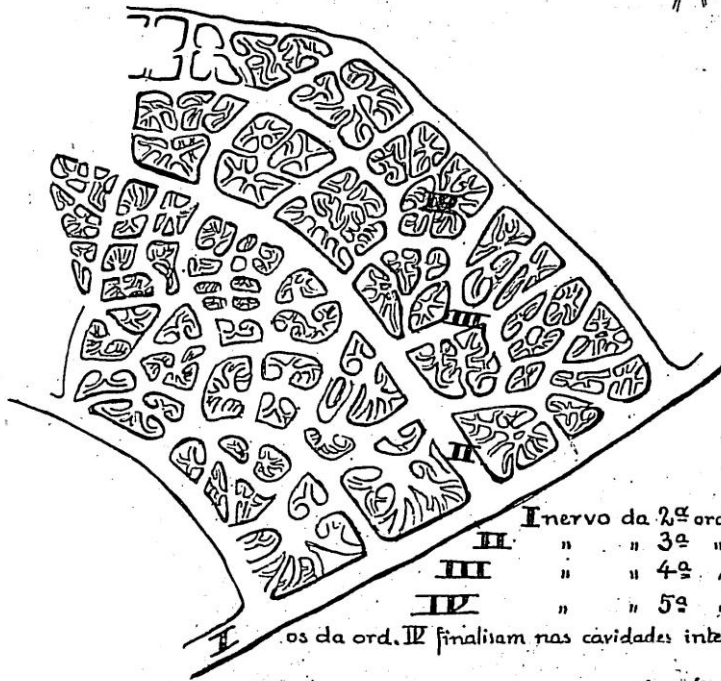 IV
III
II
I nervo da 2ª ord
II " " 3ª "
III " " 4ª "
IV " " 5ª "
I
os da ord. IV finalisam nas cavidades inte